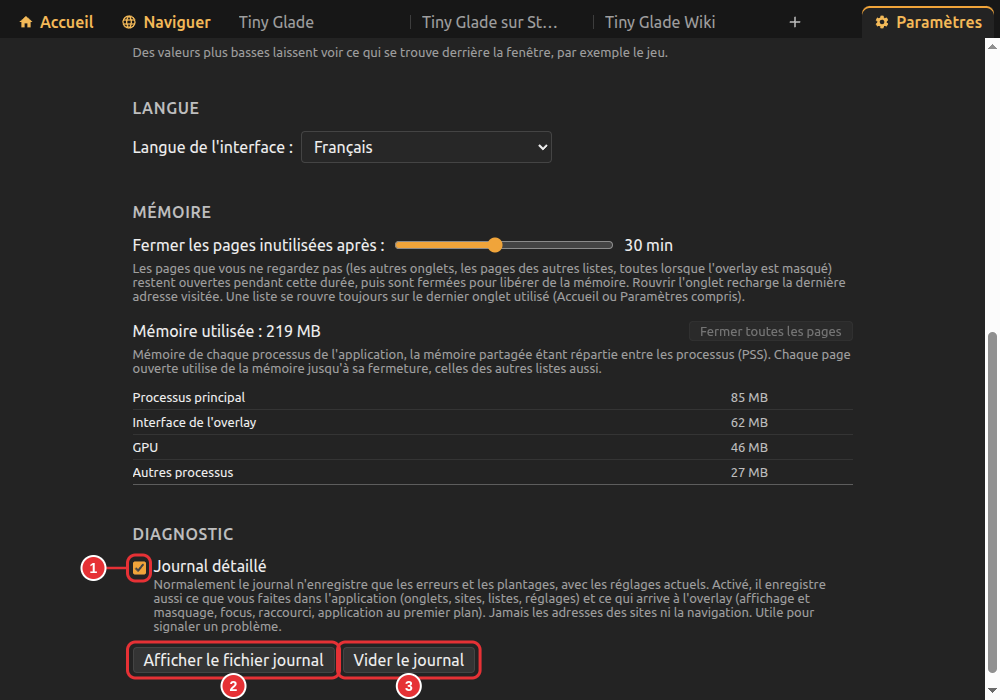 Accueil Naviguer Tiny Glade Tiny Glade sur St… Tiny Glade Wiki + Paramètres
Des valeurs plus basses laissent voir ce qui se trouve derrière la fenêtre, par exemple le jeu.
LANGUE
Langue de l'interface : Français
MÉMOIRE
Fermer les pages inutilisées après : 30 min
Les pages que vous ne regardez pas (les autres onglets, les pages des autres listes, toutes lorsque l'overlay est masqué)
restent ouvertes pendant cette durée, puis sont fermées pour libérer de la mémoire. Rouvrir l'onglet recharge la dernière
adresse visitée. Une liste se rouvre toujours sur le dernier onglet utilisé (Accueil ou Paramètres compris).
Mémoire utilisée : 219 MB Fermer toutes les pages
Mémoire de chaque processus de l'application, la mémoire partagée étant répartie entre les processus (PSS). Chaque page
ouverte utilise de la mémoire jusqu'à sa fermeture, celles des autres listes aussi.
Processus principal 85 MB
Interface de l'overlay 62 MB
GPU 46 MB
Autres processus 27 MB
DIAGNOSTIC
1 Journal détaillé
Normalement le journal n'enregistre que les erreurs et les plantages, avec les réglages actuels. Activé, il enregistre
aussi ce que vous faites dans l'application (onglets, sites, listes, réglages) et ce qui arrive à l'overlay (affichage et
masquage, focus, raccourci, application au premier plan). Jamais les adresses des sites ni la navigation. Utile pour
signaler un problème.
Afficher le fichier journal Vider le journal
2 3